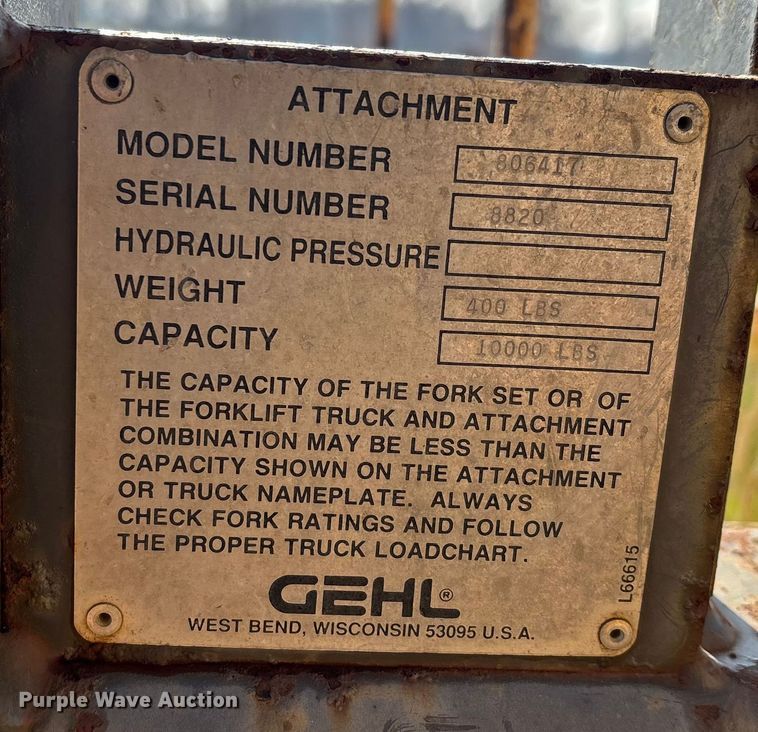 ATTACHMENT
MODEL NUMBER 806417
SERIAL NUMBER 8820
HYDRAULIC PRESSURE
WEIGHT 400 LBS
CAPACITY 10000 LBS
THE CAPACITY OF THE FORK SET OR OF
THE FORKLIFT TRUCK AND ATTACHMENT
COMBINATION MAY BE LESS THAN THE
CAPACITY SHOWN ON THE ATTACHMENT
OR TRUCK NAMEPLATE. ALWAYS
CHECK FORK RATINGS AND FOLLOW
THE PROPER TRUCK LOADCHART.
L66615
GEHL®
WEST BEND, WISCONSIN 53095 U.S.A.
Purple Wave Auction